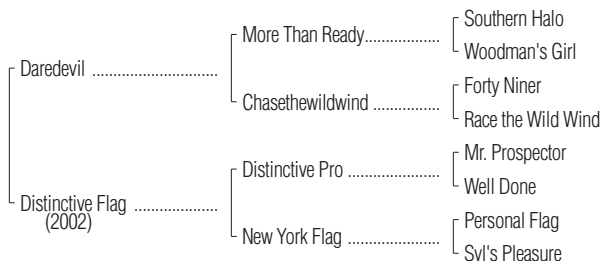 Southern Halo
More Than Ready..................
Woodman's Girl
Daredevil ..............................
Forty Niner
Chasethewildwind ................
Race the Wild Wind
Mr. Prospector
Distinctive Pro ......................
Well Done
Distinctive Flag ....................
(2002)
Personal Flag
New York Flag ......................
Syl's Pleasure